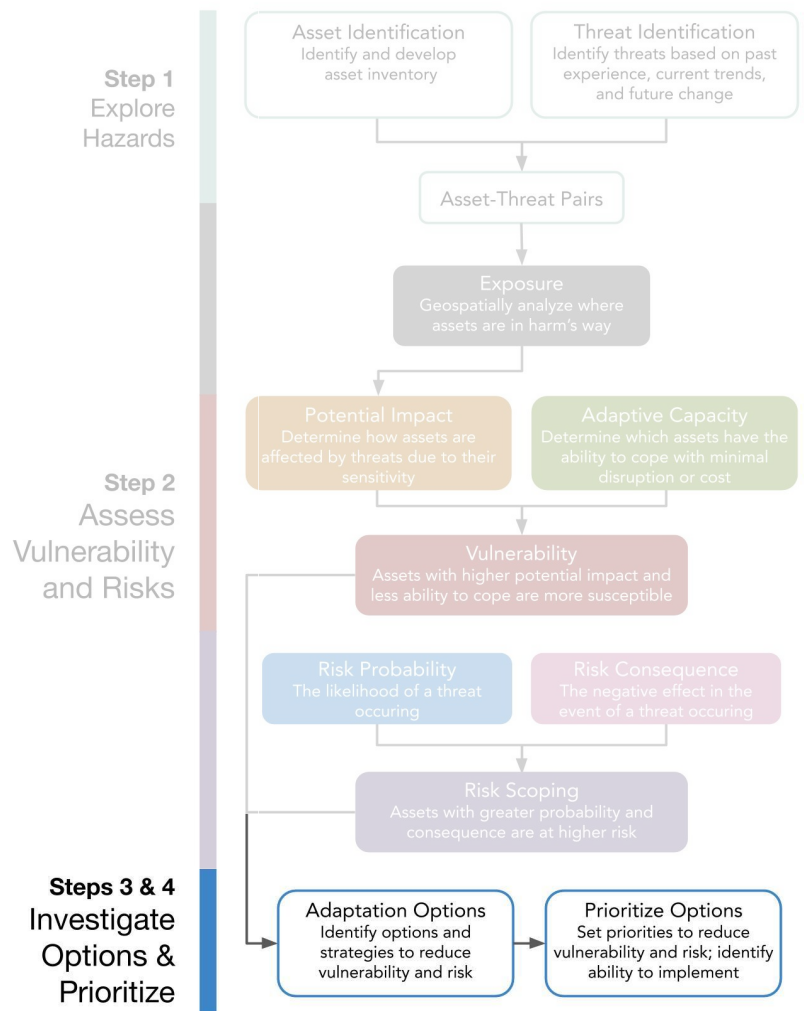 Step 1
Explore
Hazards
Asset Identification
Identify and develop
asset inventory
Threat Identification
Identify threats based on past
experience, current trends,
and future change
Asset-Threat Pairs
Exposure
Geospatially analyze where
assets are in harm's way
Step 2
Assess
Vulnerability
and Risks
Potential Impact
Determine how assets are
affected by threats due to their
sensitivity
Adaptive Capacity
Determine which assets have the
ability to cope with minimal
disruption or cost
Vulnerability
Assets with higher potential impact and
less ability to cope are more susceptible
Risk Probability
The likelihood of a threat
occuring
Risk Consequence
The negative effect in the
event of a threat occuring
Risk Scoping
Assets with greater probability and
consequence are at higher risk
Steps 3 & 4
Investigate
Options &
Prioritize
Adaptation Options
Identify options and
strategies to reduce
vulnerability and risk
Prioritize Options
Set priorities to reduce
vulnerability and risk; identify
ability to implement